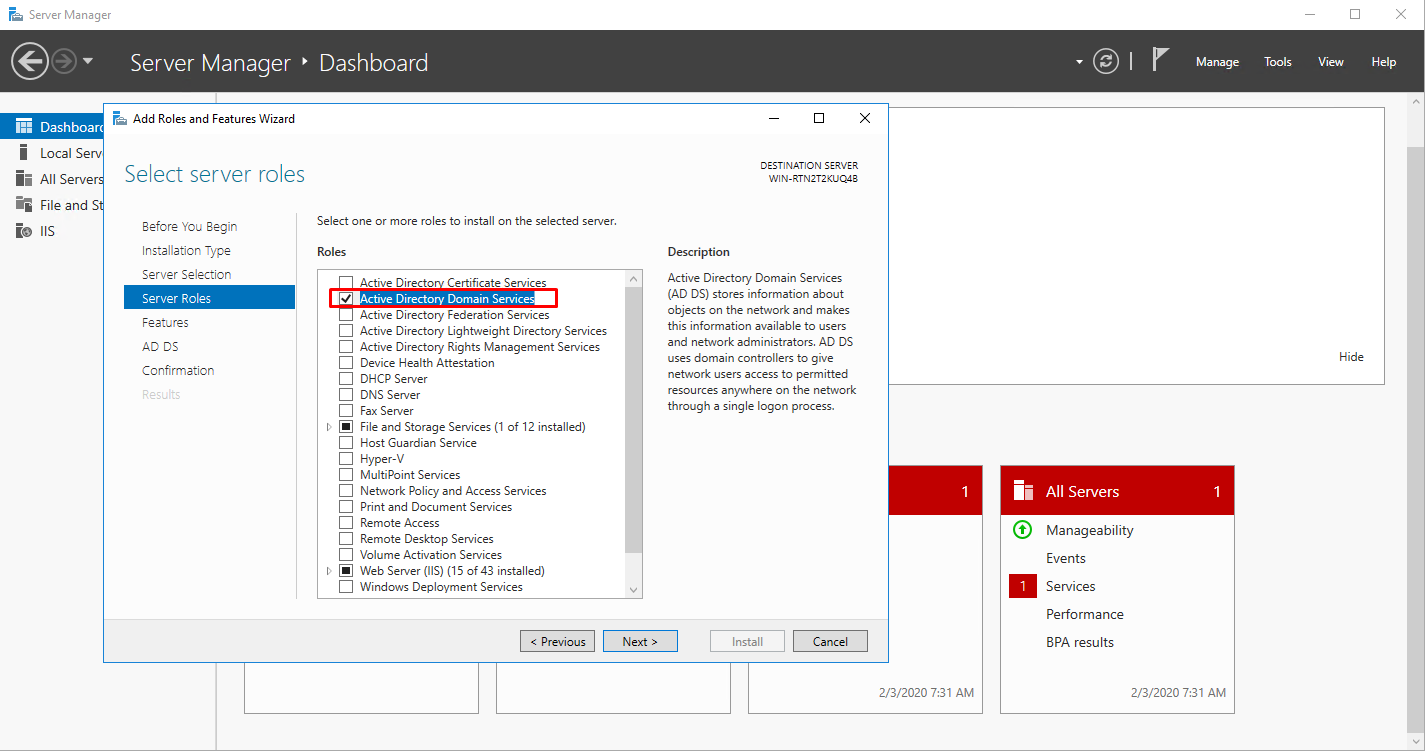 Server Manager
Server Manager
Dashboard
Manage
Tools
View
Help
Dashboard
Local Serv
All Servers
File and St
IIS
Add Roles and Features Wizard
Select server roles
DESTINATION SERVER
WIN-RTN2T2KUQ4B
Before You Begin
Installation Type
Server Selection
Server Roles
Features
AD DS
Confirmation
Results
Select one or more roles to install on the selected server.
Roles
Active Directory Certificate Services
Active Directory Domain Services
Active Directory Federation Services
Active Directory Lightweight Directory Services
Active Directory Rights Management Services
Device Health Attestation
DHCP Server
DNS Server
Fax Server
File and Storage Services (1 of 12 installed)
Host Guardian Service
Hyper-V
MultiPoint Services
Network Policy and Access Services
Print and Document Services
Remote Access
Remote Desktop Services
Volume Activation Services
Web Server (IIS) (15 of 43 installed)
Windows Deployment Services
Description
Active Directory Domain Services
(AD DS) stores information about
objects on the network and makes
this information available to users
and network administrators. AD DS
uses domain controllers to give
network users access to permitted
resources anywhere on the network
through a single logon process.
< Previous
Next >
Install
Cancel
Hide
1
2/3/2020 7:31 AM
All Servers
1
Manageability
Events
1
Services
Performance
BPA results
2/3/2020 7:31 AM